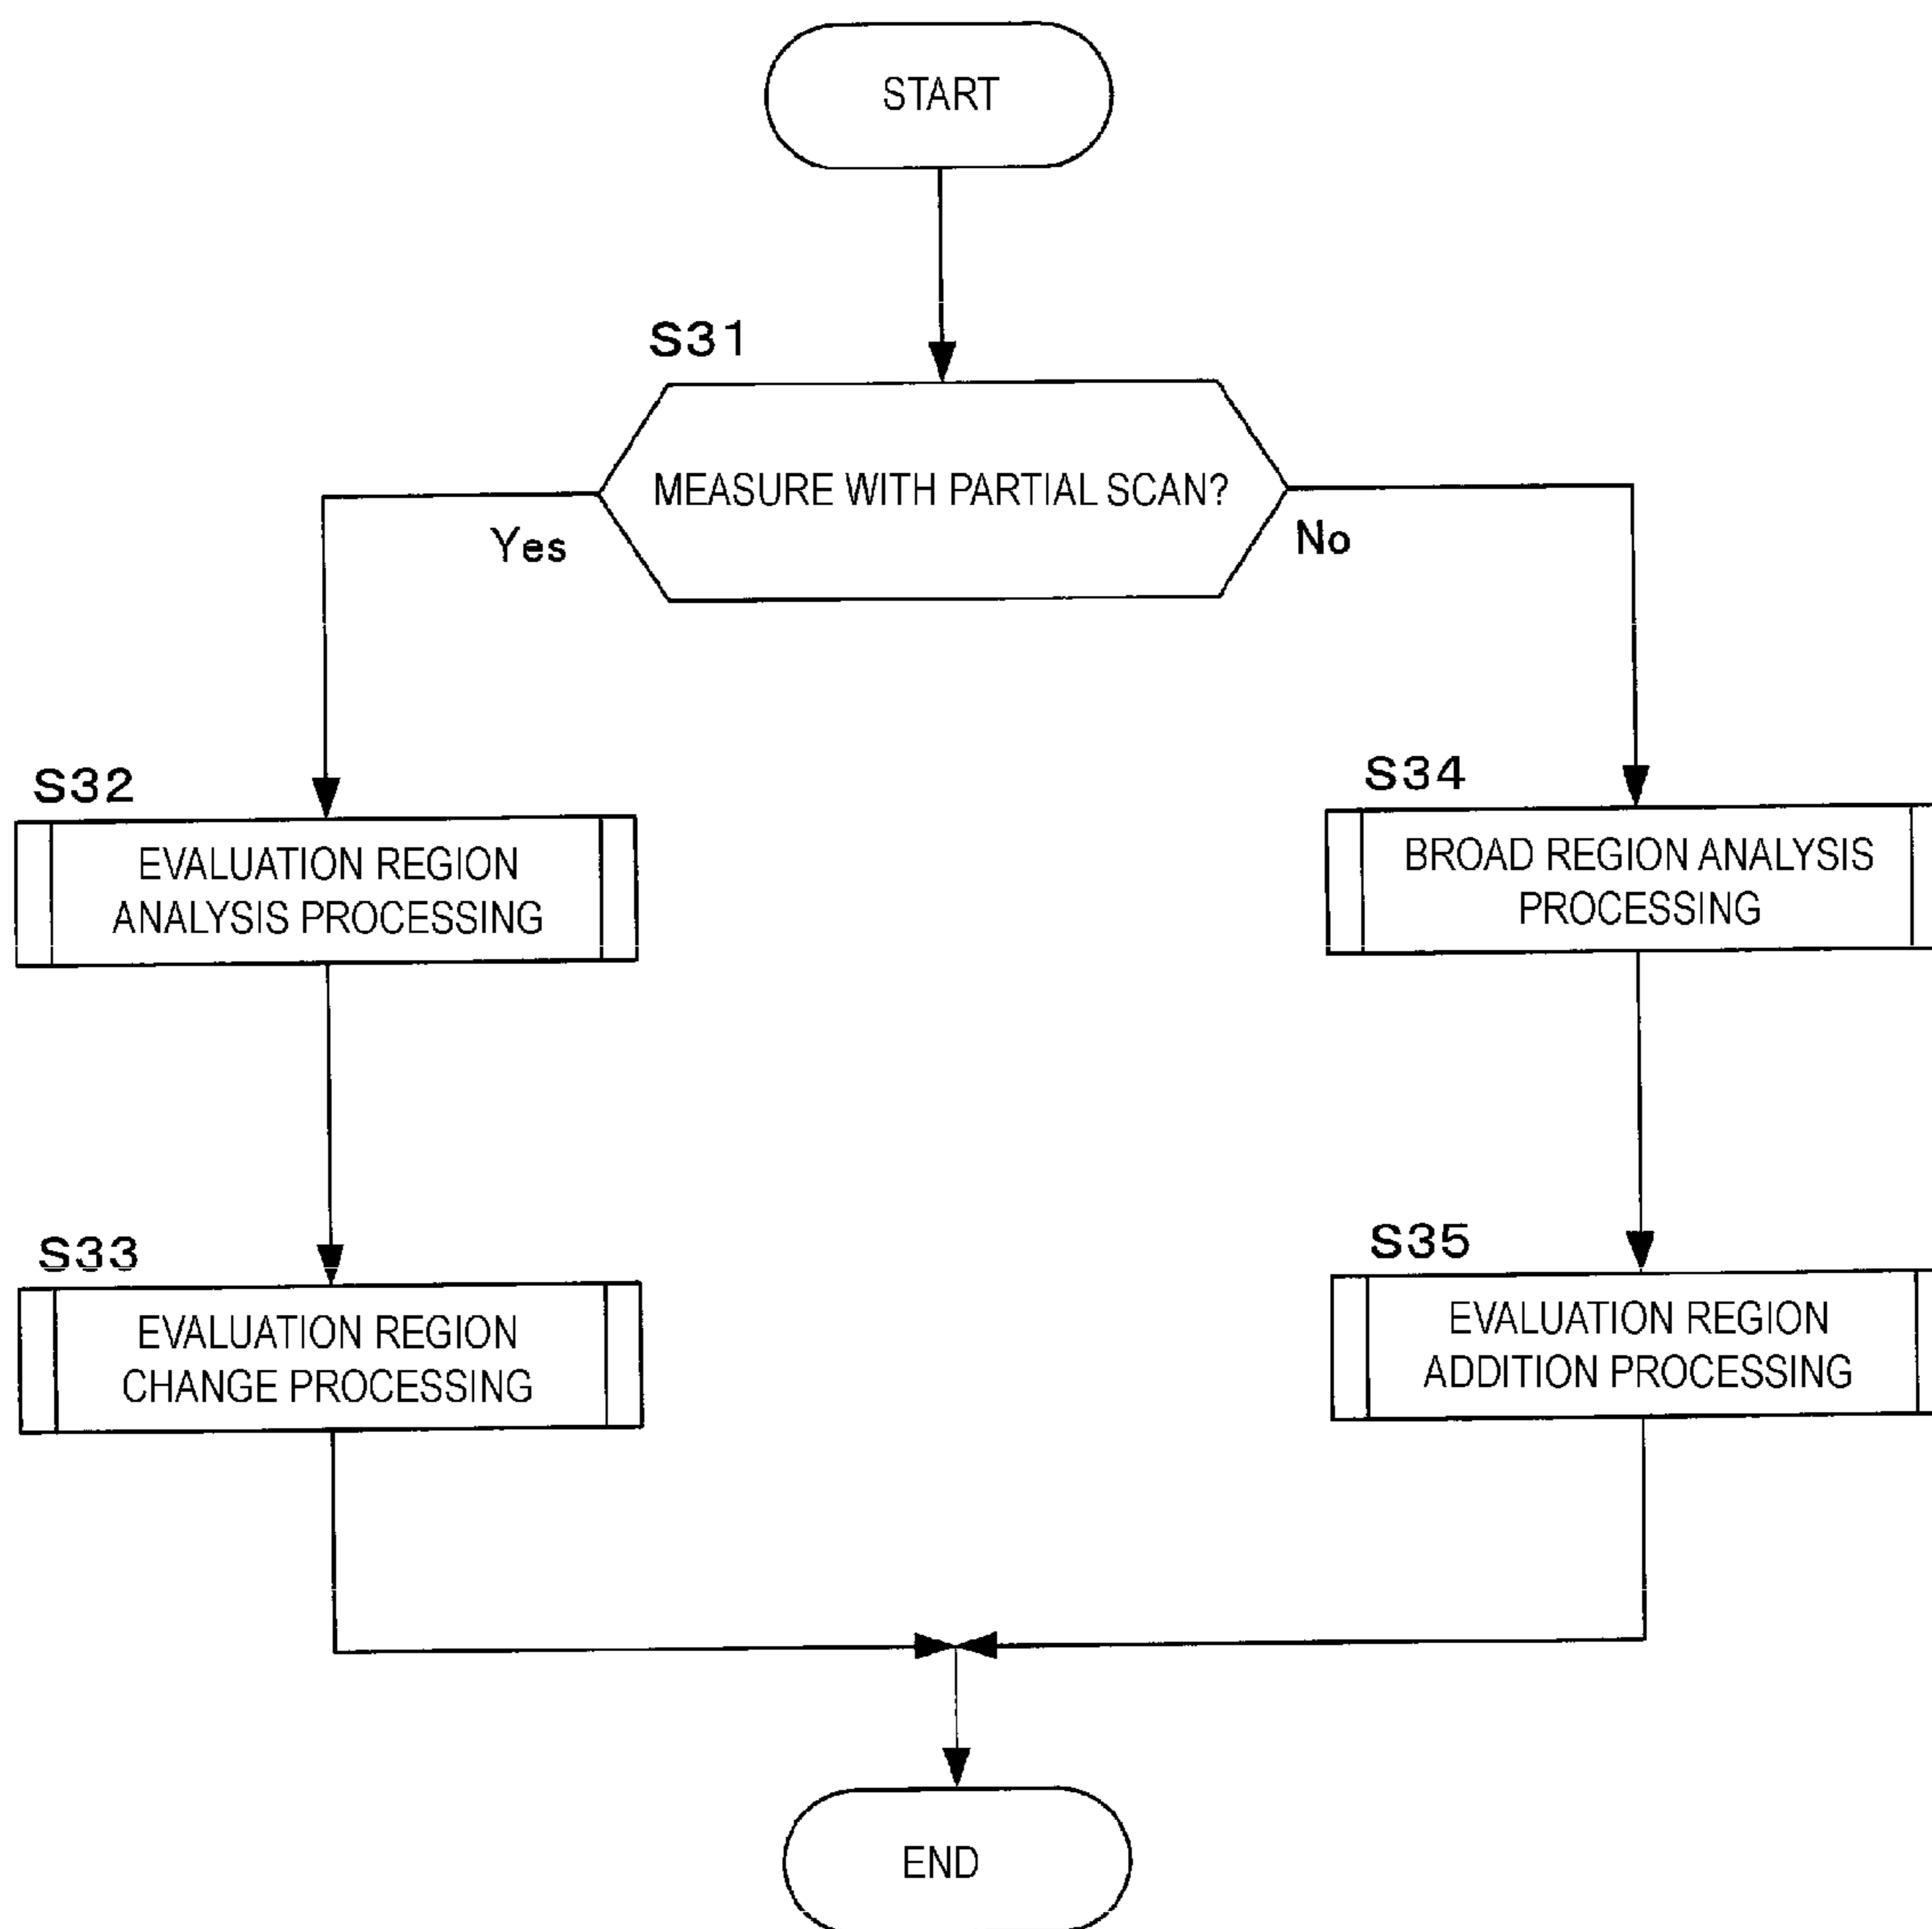 START
S31
MEASURE WITH PARTIAL SCAN?
Yes
No
S32
EVALUATION REGION
ANALYSIS PROCESSING
S34
BROAD REGION ANALYSIS
PROCESSING
S33
EVALUATION REGION
CHANGE PROCESSING
S35
EVALUATION REGION
ADDITION PROCESSING
END